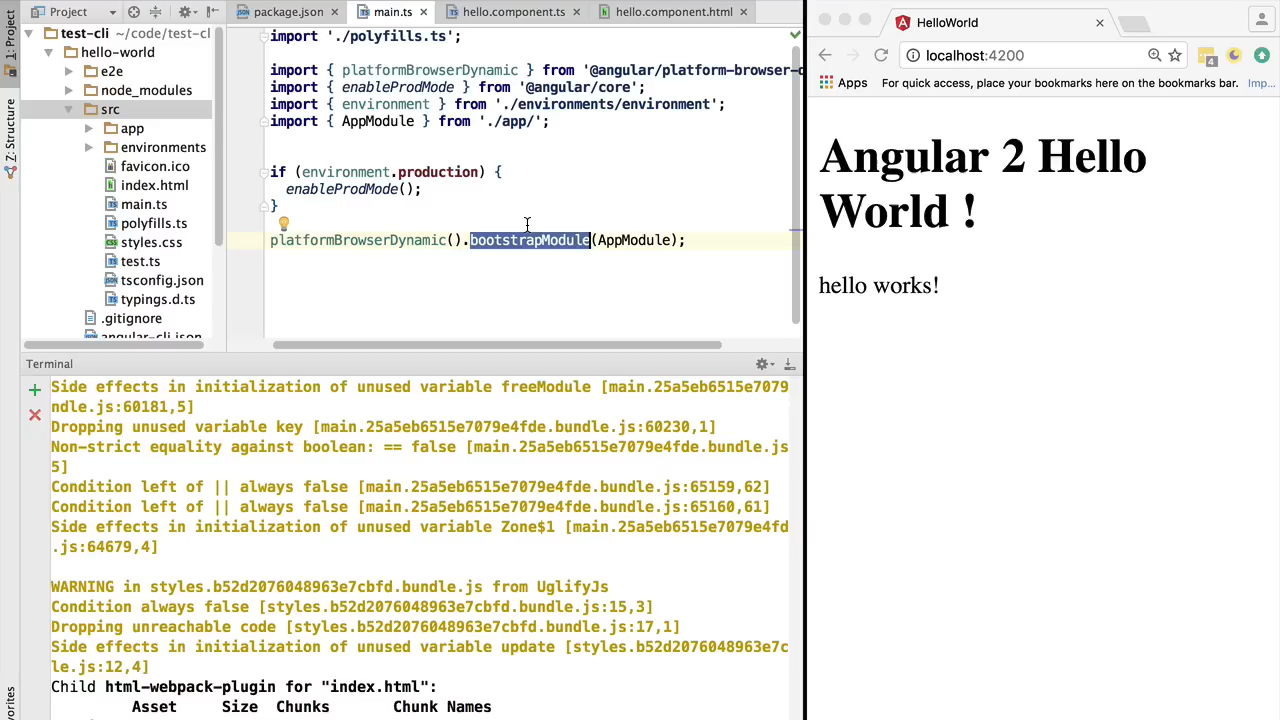 Project
package.json
main.ts
hello.component.ts
hello.component.html
1: Project
Z: Structure
test-cli ~/code/test-cl
hello-world
e2e
node_modules
src
app
environments
favicon.ico
index.html
main.ts
polyfills.ts
styles.css
test.ts
tsconfig.json
typings.d.ts
.gitignore
angular-cli.json
import './polyfills.ts';
import { platformBrowserDynamic } from '@angular/platform-browser-d
import { enableProdMode } from '@angular/core';
import { environment } from './environments/environment';
import { AppModule } from './app/';
if (environment.production) {
enableProdMode();
}
platformBrowserDynamic().bootstrapModule(AppModule);
Terminal
Side effects in initialization of unused variable freeModule [main.25a5eb6515e7079
ndle.js:60181,5]
Dropping unused variable key [main.25a5eb6515e7079e4fde.bundle.js:60230,1]
Non-strict equality against boolean: == false [main.25a5eb6515e7079e4fde.bundle.js
5]
Condition left of || always false [main.25a5eb6515e7079e4fde.bundle.js:65159,62]
Condition left of || always false [main.25a5eb6515e7079e4fde.bundle.js:65160,61]
Side effects in initialization of unused variable Zone$1 [main.25a5eb6515e7079e4fd
.js:64679,4]
WARNING in styles.b52d2076048963e7cbfd.bundle.js from UglifyJs
Condition always false [styles.b52d2076048963e7cbfd.bundle.js:15,3]
Dropping unreachable code [styles.b52d2076048963e7cbfd.bundle.js:17,1]
Side effects in initialization of unused variable update [styles.b52d2076048963e7c
le.js:12,4]
Child html-webpack-plugin for "index.html":
Asset Size Chunks Chunk Names
vorites
HelloWorld
localhost:4200
4
Apps
For quick access, place your bookmarks here on the bookmarks bar.
Imp...
Angular 2 Hello
World !
hello works!